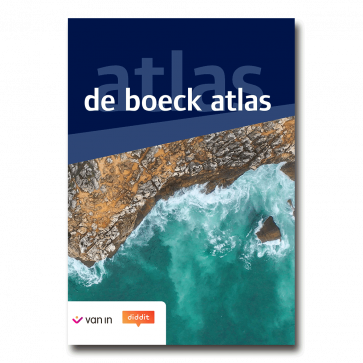 atlas
de boeck atlas
van in
diddit